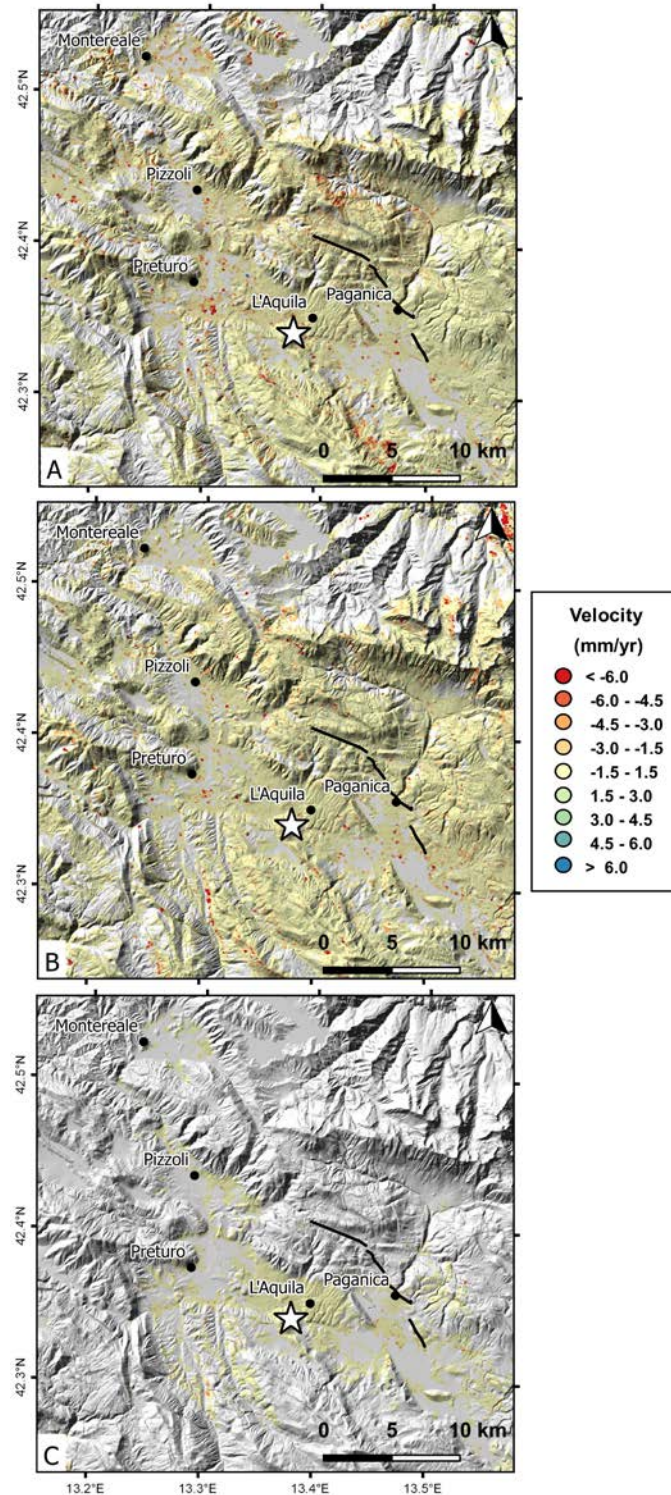 Montereale
42.5°N
Pizzoli
42.4°N
Preturo
L'Aquila
Paganica
42.3°N
0 5 10 km
A
Montereale
42.5°N
Pizzoli
42.4°N
Preturo
L'Aquila
Paganica
42.3°N
0 5 10 km
B
Velocity
(mm/yr)
< -6.0
-6.0 - -4.5
-4.5 - -3.0
-3.0 - -1.5
-1.5 - 1.5
1.5 - 3.0
3.0 - 4.5
4.5 - 6.0
> 6.0
Montereale
42.5°N
Pizzoli
42.4°N
Preturo
L'Aquila
Paganica
42.3°N
0 5 10 km
C
13.2°E 13.3°E 13.4°E 13.5°E